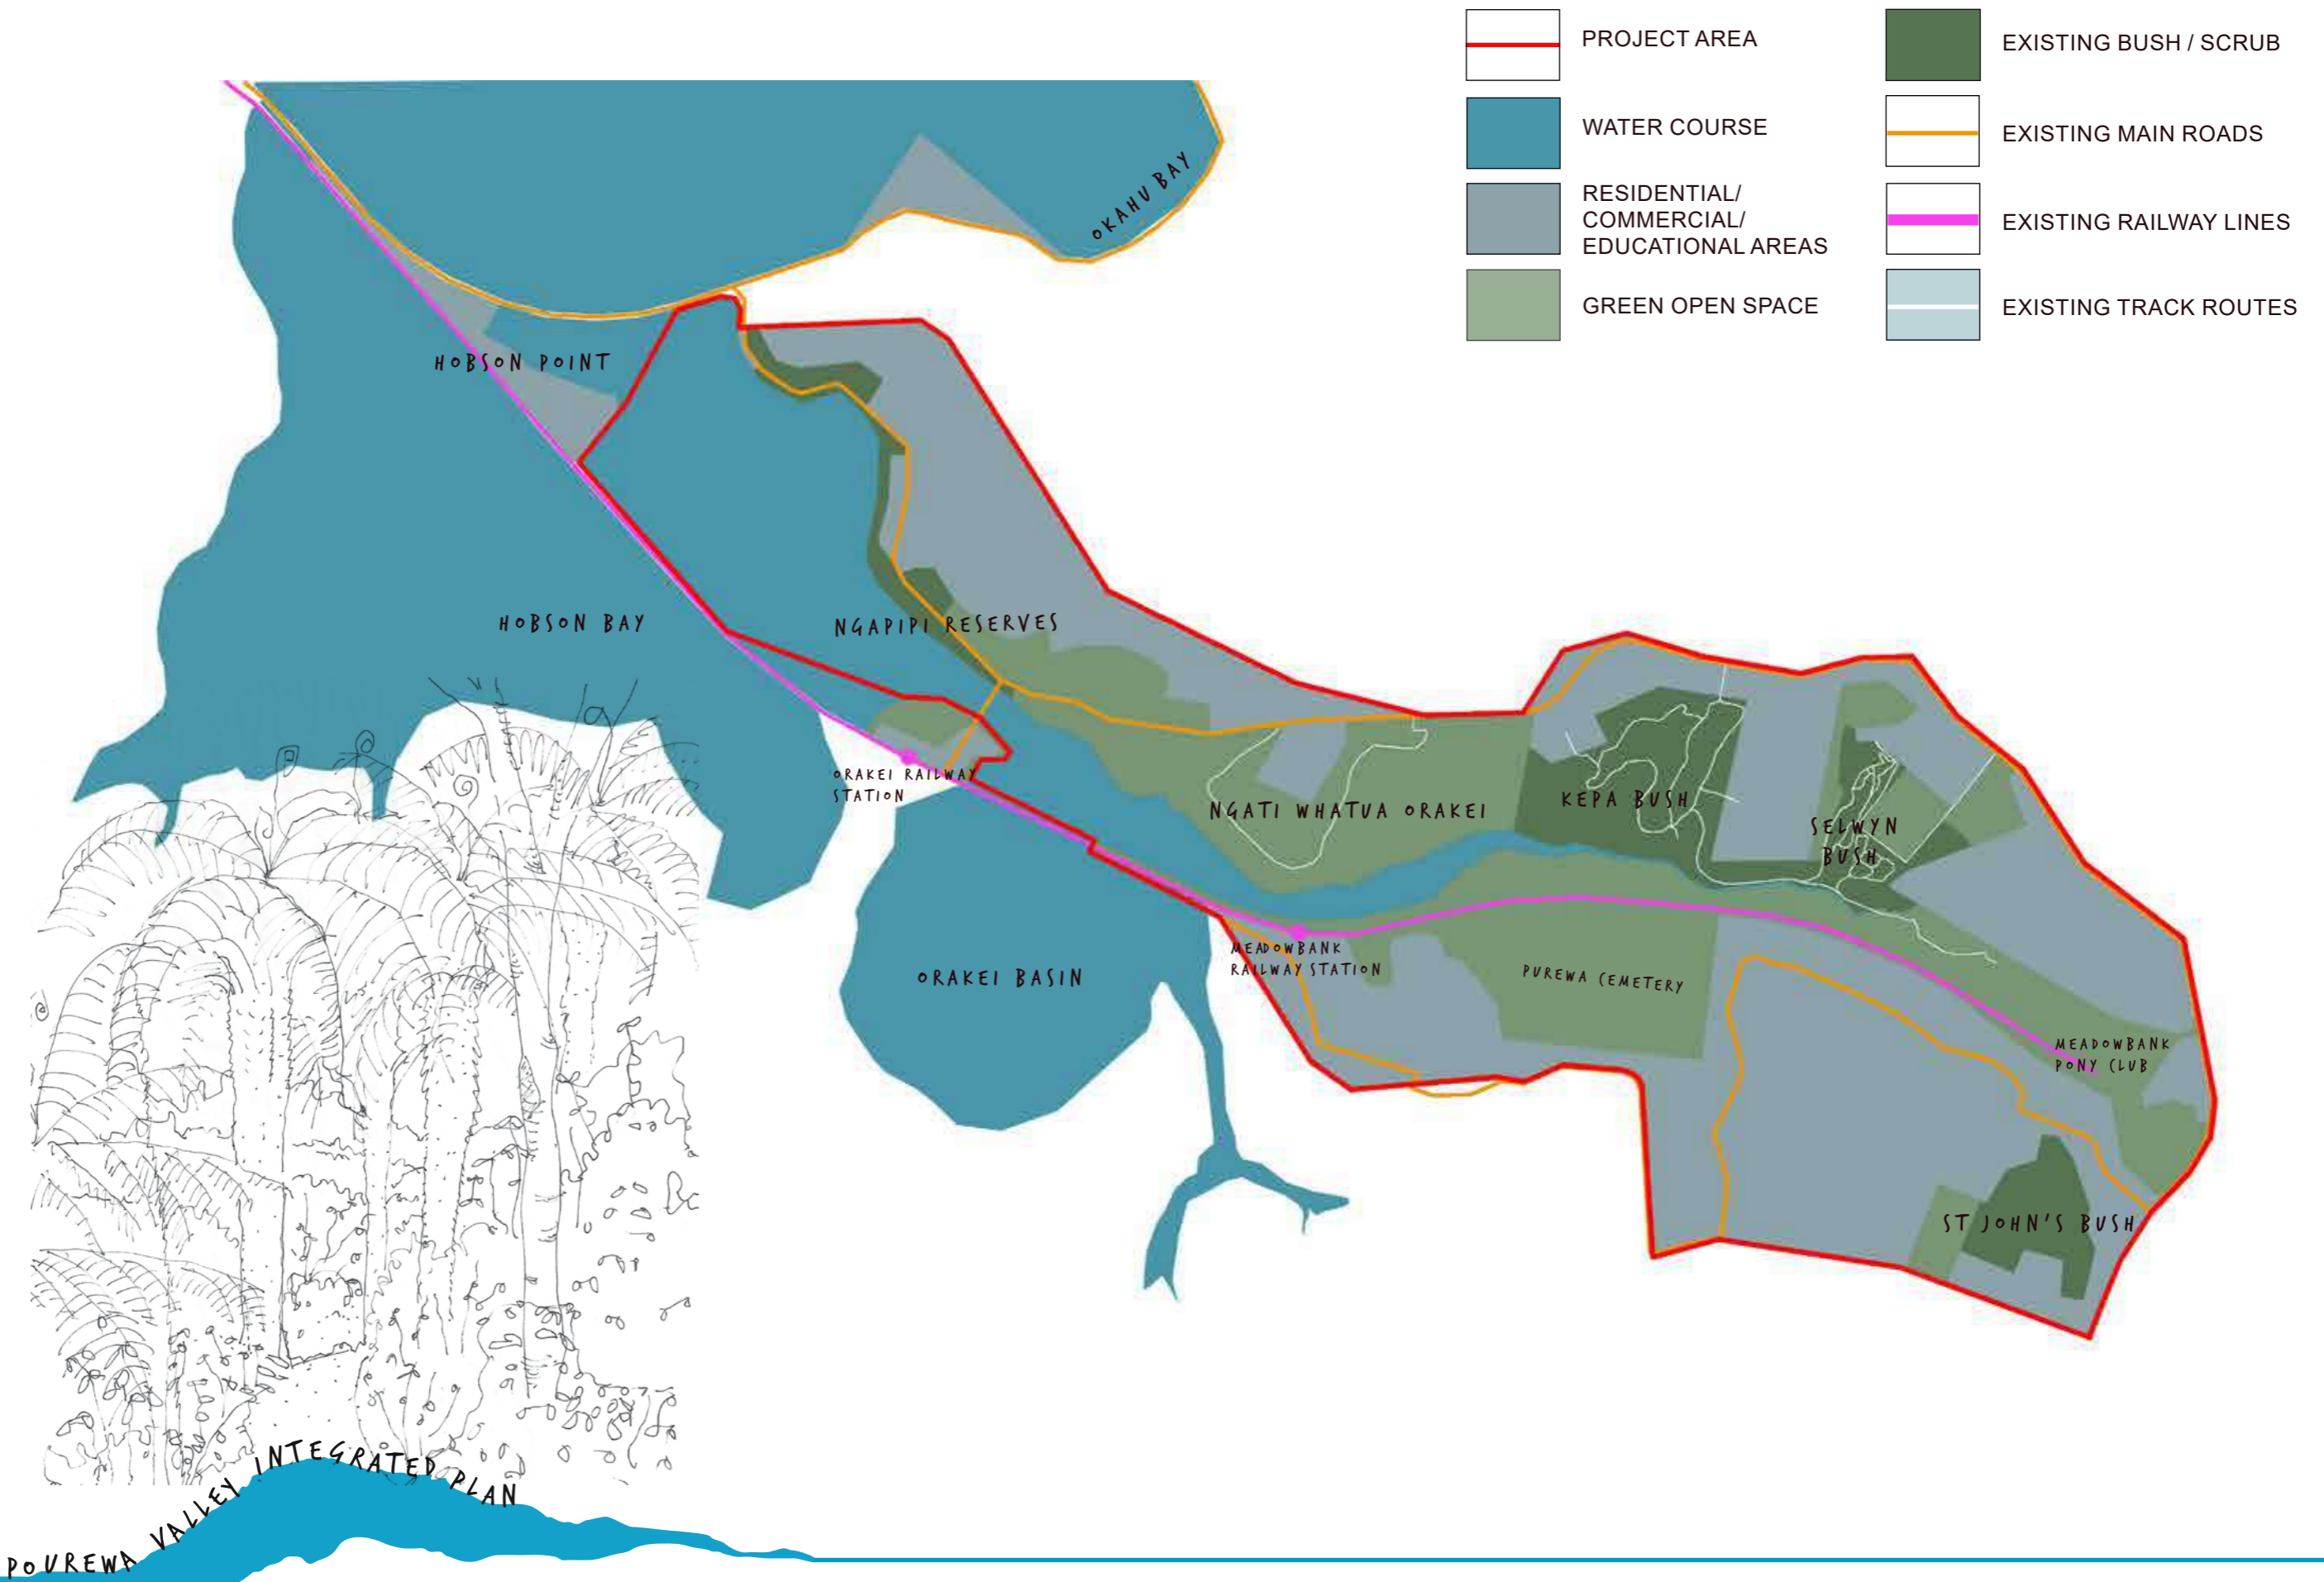 PROJECT AREA
WATER COURSE
RESIDENTIAL/
COMMERCIAL/
EDUCATIONAL AREAS
GREEN OPEN SPACE
EXISTING BUSH / SCRUB
EXISTING MAIN ROADS
EXISTING RAILWAY LINES
EXISTING TRACK ROUTES
OKAHU BAY
HOBSON POINT
HOBSON BAY
NGAPIPI RESERVES
ORAKEI RAILWAY
STATION
NGATI WHATUA ORAKEI
KEPA BUSH
SELWYN
BUSH
MEADOWBANK
RAILWAY STATION
ORAKEI BASIN
PUREWA CEMETERY
MEADOWBANK
PONY CLUB
ST JOHN'S BUSH
POUREWA VALLEY INTEGRATED PLAN